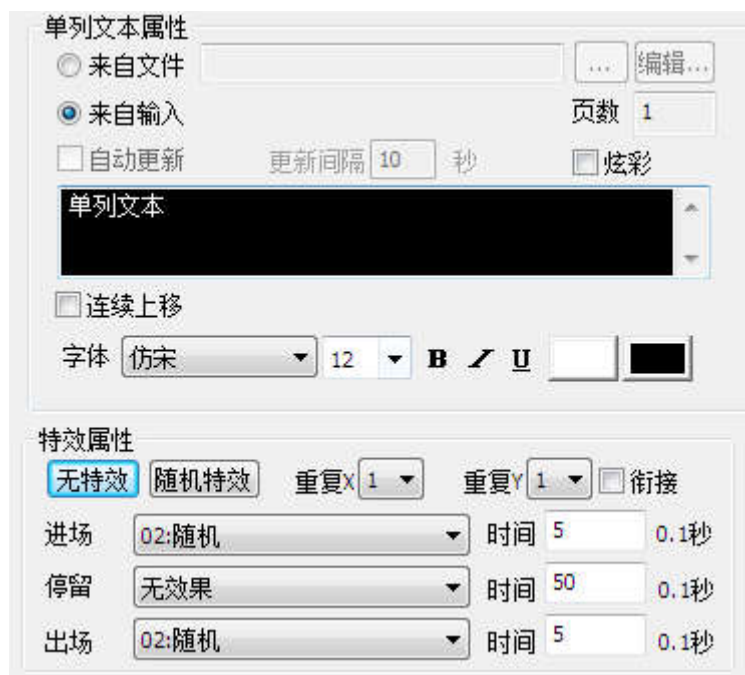 单列文本属性
来自文件 ... 编辑...
来自输入 页数 1
自动更新 更新间隔 10 秒 炫彩
单列文本
连续上移
字体 仿宋 12 B I U
特效属性
无特效 随机特效 重复X 1 重复Y 1 衔接
进场 02:随机 时间 5 0.1秒
停留 无效果 时间 50 0.1秒
出场 02:随机 时间 5 0.1秒